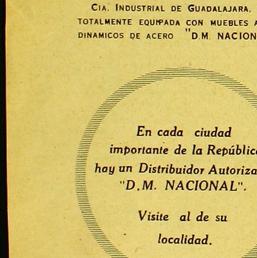 Cia. Industrial de Guadalajara,
totalmente equipada con muebles a
dinamicos de acero "D.M. Nacion
En cada ciudad
importante de la Repúblic
hay un Distribuidor Autoriza
"D.M. NACIONAL".
Visite al de su
localidad.